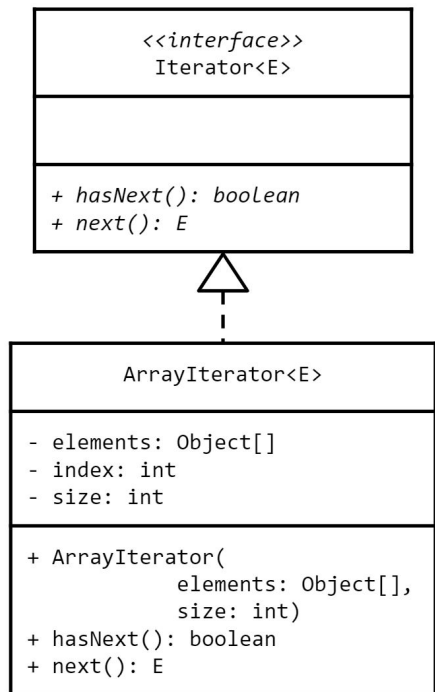 <<interface>>
Iterator<E>
+ hasNext(): boolean
+ next(): E
ArrayIterator<E>
- elements: Object[]
- index: int
- size: int
+ ArrayIterator(
elements: Object[],
size: int)
+ hasNext(): boolean
+ next(): E